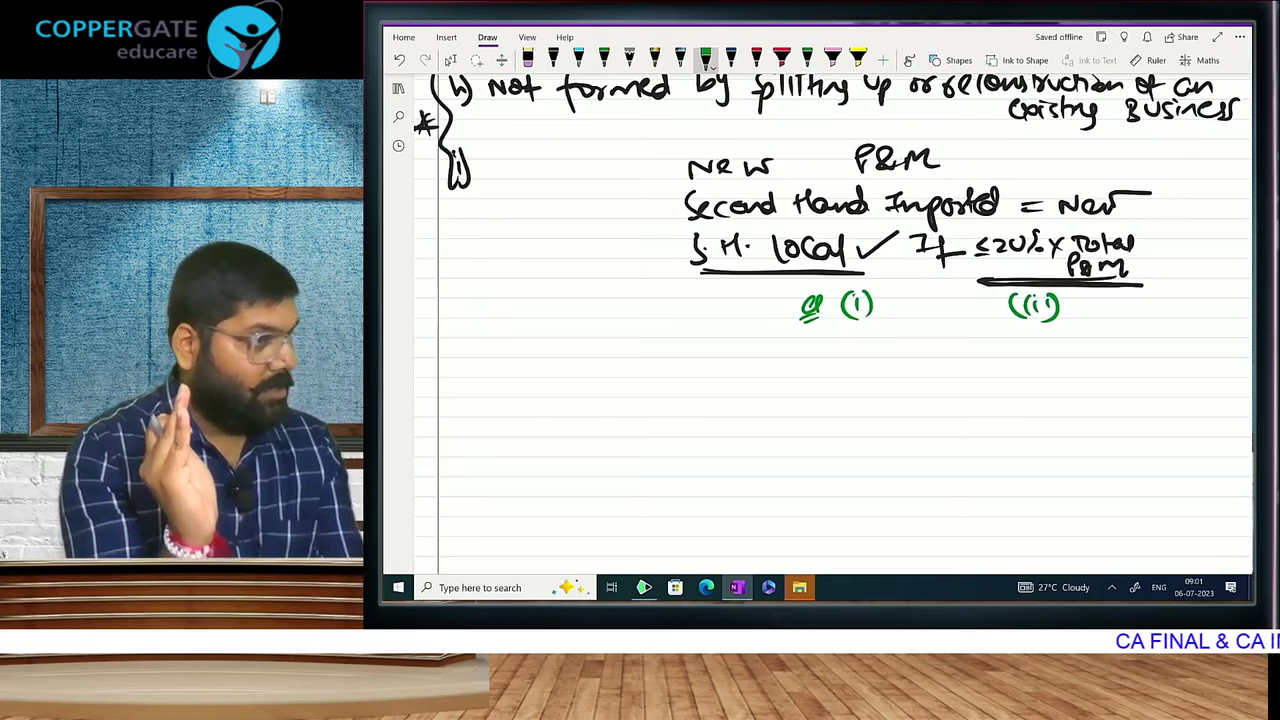 COPPERGATE
educare
Home Insert Draw View Help
Saved offline
Share
Shapes Ink to Shape Ink to Text Ruler Maths
h) Not formed by splitting up or reconstruction of an
existing Business
i)
New P&M
Second Hand Imported = New
S.H. local ✓ If ≤20% x Total
P&M
(i) (ii)
Type here to search
27°C Cloudy
ENG
09:01
06-07-2023
CA FINAL & CA IN